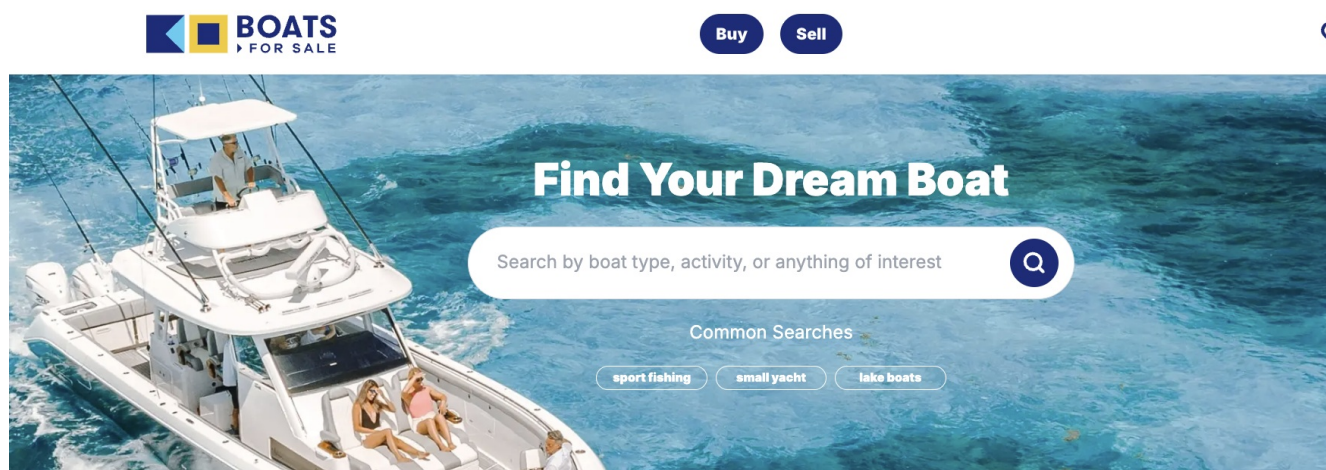 BOATS
FOR SALE
Buy
Sell
Find Your Dream Boat
Search by boat type, activity, or anything of interest
Common Searches
sport fishing
small yacht
lake boats